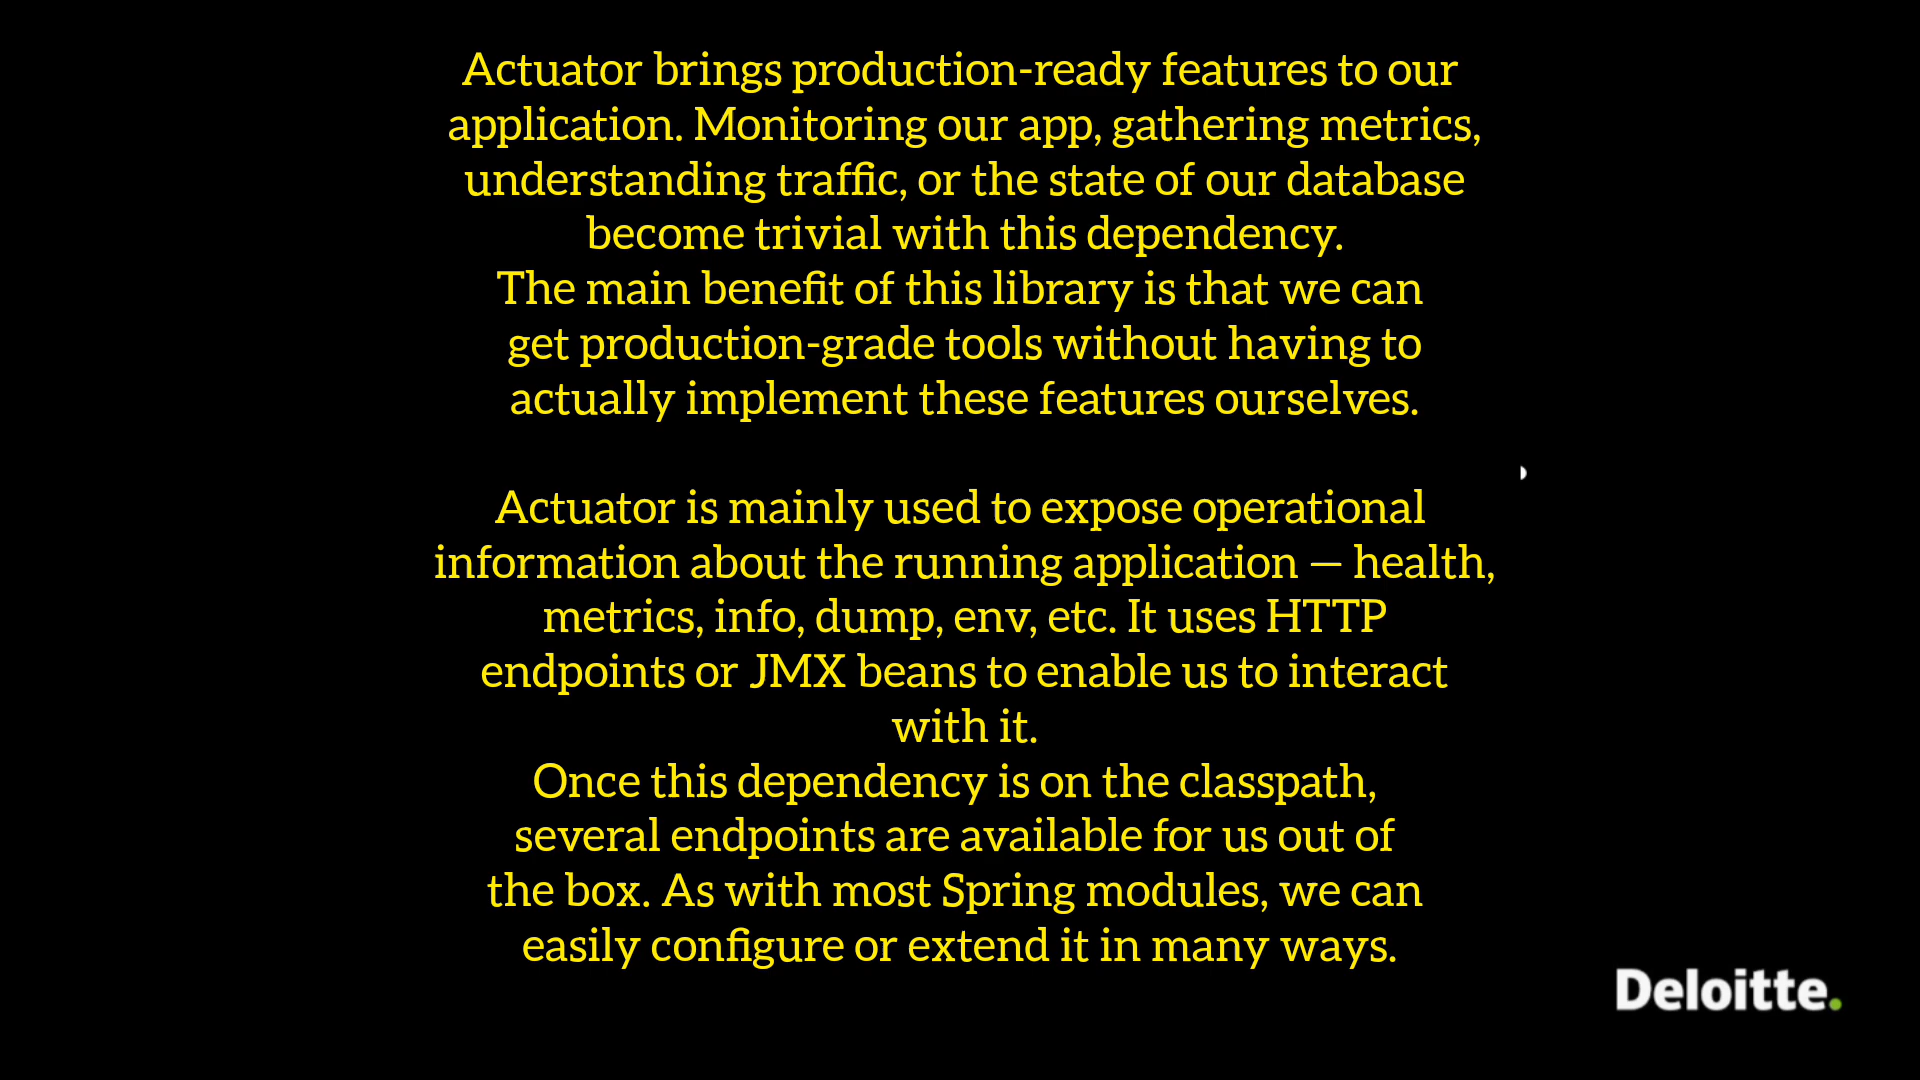 Actuator brings production-ready features to our
application. Monitoring our app, gathering metrics,
understanding traffic, or the state of our database
become trivial with this dependency.
The main benefit of this library is that we can
get production-grade tools without having to
actually implement these features ourselves.
Actuator is mainly used to expose operational
information about the running application — health,
metrics, info, dump, env, etc. It uses HTTP
endpoints or JMX beans to enable us to interact
with it.
Once this dependency is on the classpath,
several endpoints are available for us out of
the box. As with most Spring modules, we can
easily configure or extend it in many ways.
Deloitte.